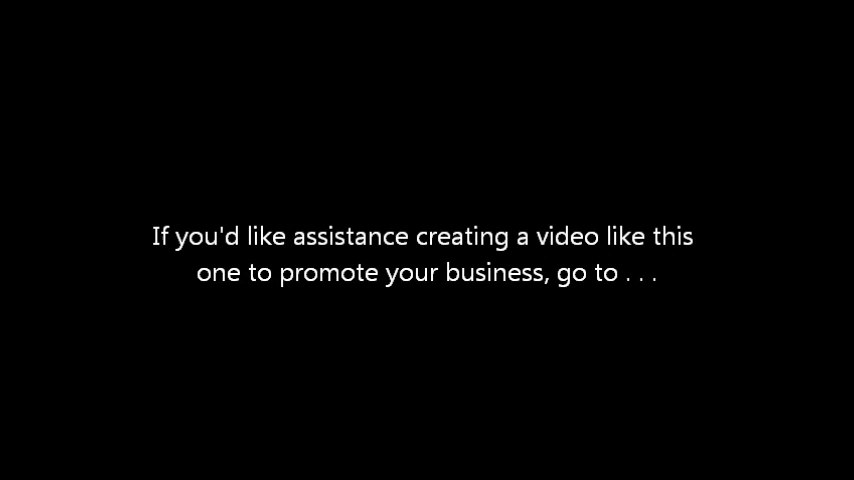 If you'd like assistance creating a video like this
one to promote your business, go to . . .